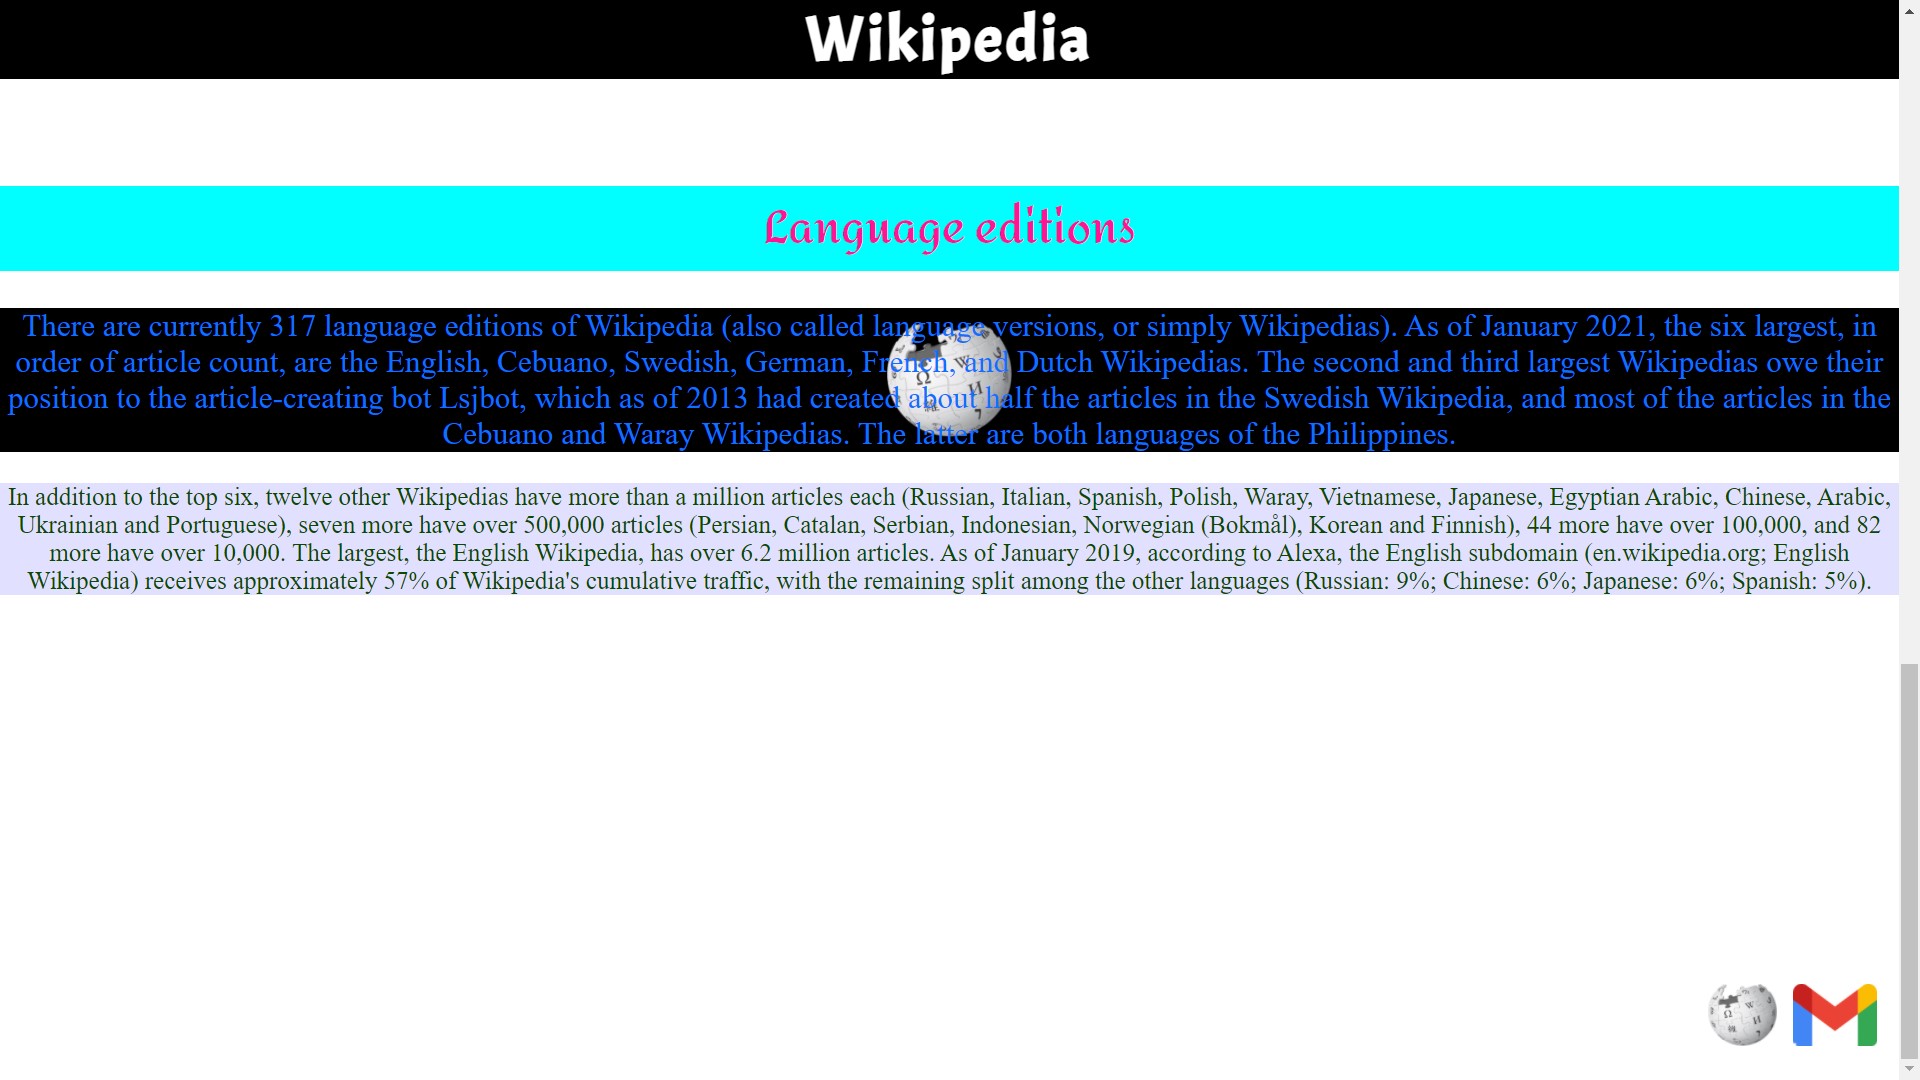 Wikipedia
Language editions
There are currently 317 language editions of Wikipedia (also called language versions, or simply Wikipedias). As of January 2021, the six largest, in
order of article count, are the English, Cebuano, Swedish, German, French, and Dutch Wikipedias. The second and third largest Wikipedias owe their
position to the article-creating bot Lsjbot, which as of 2013 had created about half the articles in the Swedish Wikipedia, and most of the articles in the
Cebuano and Waray Wikipedias. The latter are both languages of the Philippines.
In addition to the top six, twelve other Wikipedias have more than a million articles each (Russian, Italian, Spanish, Polish, Waray, Vietnamese, Japanese, Egyptian Arabic, Chinese, Arabic,
Ukrainian and Portuguese), seven more have over 500,000 articles (Persian, Catalan, Serbian, Indonesian, Norwegian (Bokmål), Korean and Finnish), 44 more have over 100,000, and 82
more have over 10,000. The largest, the English Wikipedia, has over 6.2 million articles. As of January 2019, according to Alexa, the English subdomain (en.wikipedia.org; English
Wikipedia) receives approximately 57% of Wikipedia's cumulative traffic, with the remaining split among the other languages (Russian: 9%; Chinese: 6%; Japanese: 6%; Spanish: 5%).